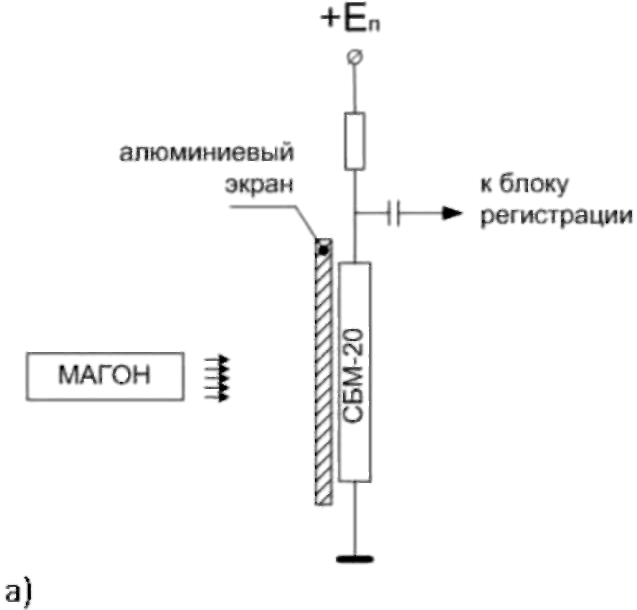 +Eп
алюминиевый
экран
к блоку
регистрации
МАГОН
СБМ-20
а)